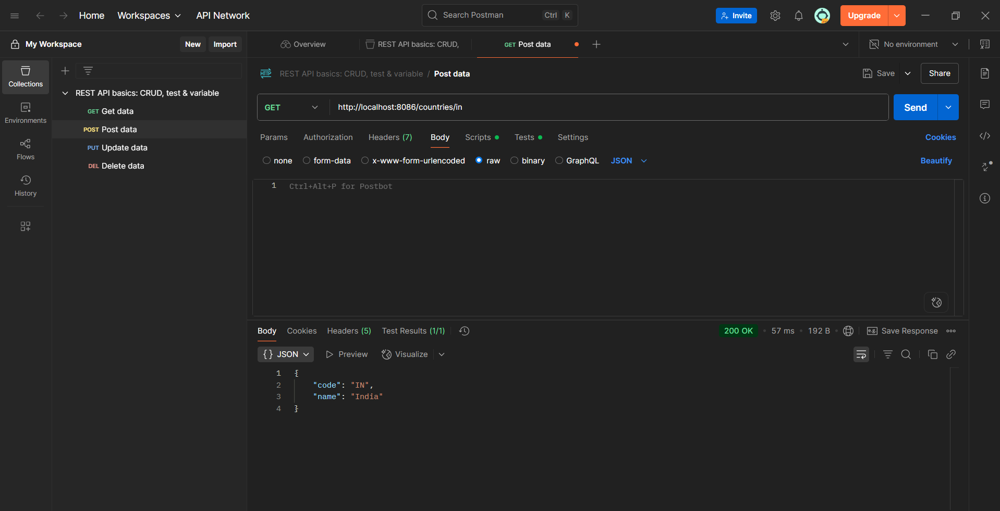 Home Workspaces API Network Search Postman Ctrl K Invite Upgrade
My Workspace New Import Overview REST API basics: CRUD, GET Post data No environment
Collections
Environments
Flows
History
REST API basics: CRUD, test & variable
GET Get data
POST Post data
PUT Update data
DEL Delete data
HTTP REST API basics: CRUD, test & variable / Post data Save Share
GET http://localhost:8086/countries/in Send
Params Authorization Headers (7) Body Scripts Tests Settings Cookies
none form-data x-www-form-urlencoded raw binary GraphQL JSON Beautify
1 Ctrl+Alt+P for Postbot
Body Cookies Headers (5) Test Results (1/1) 200 OK • 57 ms • 192 B • e.g. Save Response
{} JSON Preview Visualize
1 {
2 "code": "IN",
3 "name": "India"
4 }